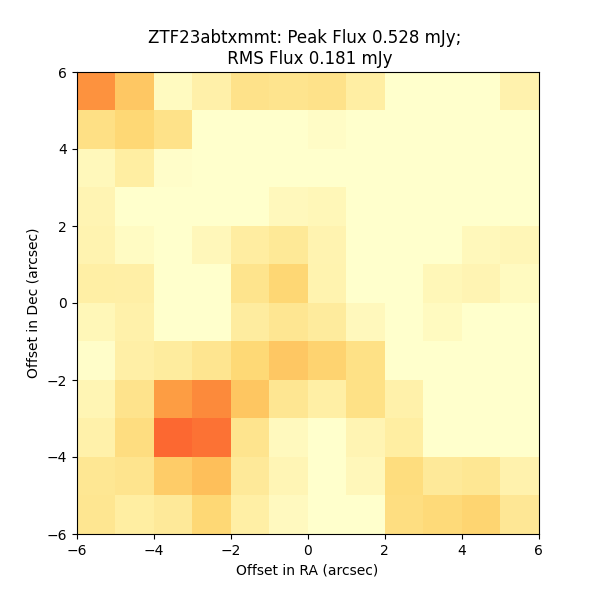 ZTF23abtxmmt: Peak Flux 0.528 mJy;
RMS Flux 0.181 mJy
6
4
2
0
−2
−4
−6
Offset in Dec (arcsec)
−6 −4 −2 0 2 4 6
Offset in RA (arcsec)